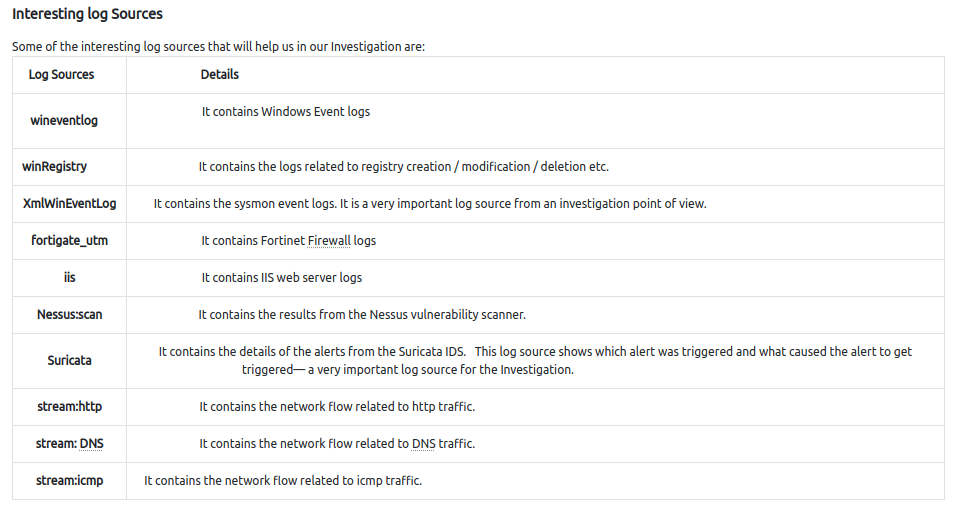 Interesting log Sources
Some of the interesting log sources that will help us in our Investigation are:
Log Sources Details
wineventlog It contains Windows Event logs
winRegistry It contains the logs related to registry creation / modification / deletion etc.
XmlWinEventLog It contains the sysmon event logs. It is a very important log source from an investigation point of view.
fortigate_utm It contains Fortinet Firewall logs
iis It contains IIS web server logs
Nessus:scan It contains the results from the Nessus vulnerability scanner.
Suricata It contains the details of the alerts from the Suricata IDS. This log source shows which alert was triggered and what caused the alert to get
triggered— a very important log source for the Investigation.
stream:http It contains the network flow related to http traffic.
stream: DNS It contains the network flow related to DNS traffic.
stream:icmp It contains the network flow related to icmp traffic.